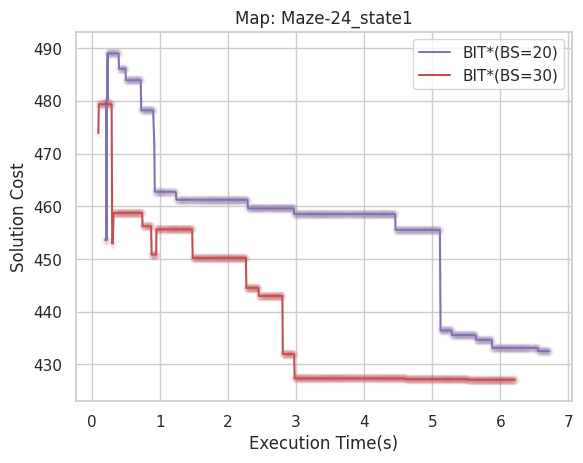 Map: Maze-24_state1
BIT*(BS=20)
BIT*(BS=30)
Solution Cost
490
480
470
460
450
440
430
0 1 2 3 4 5 6 7
Execution Time(s)